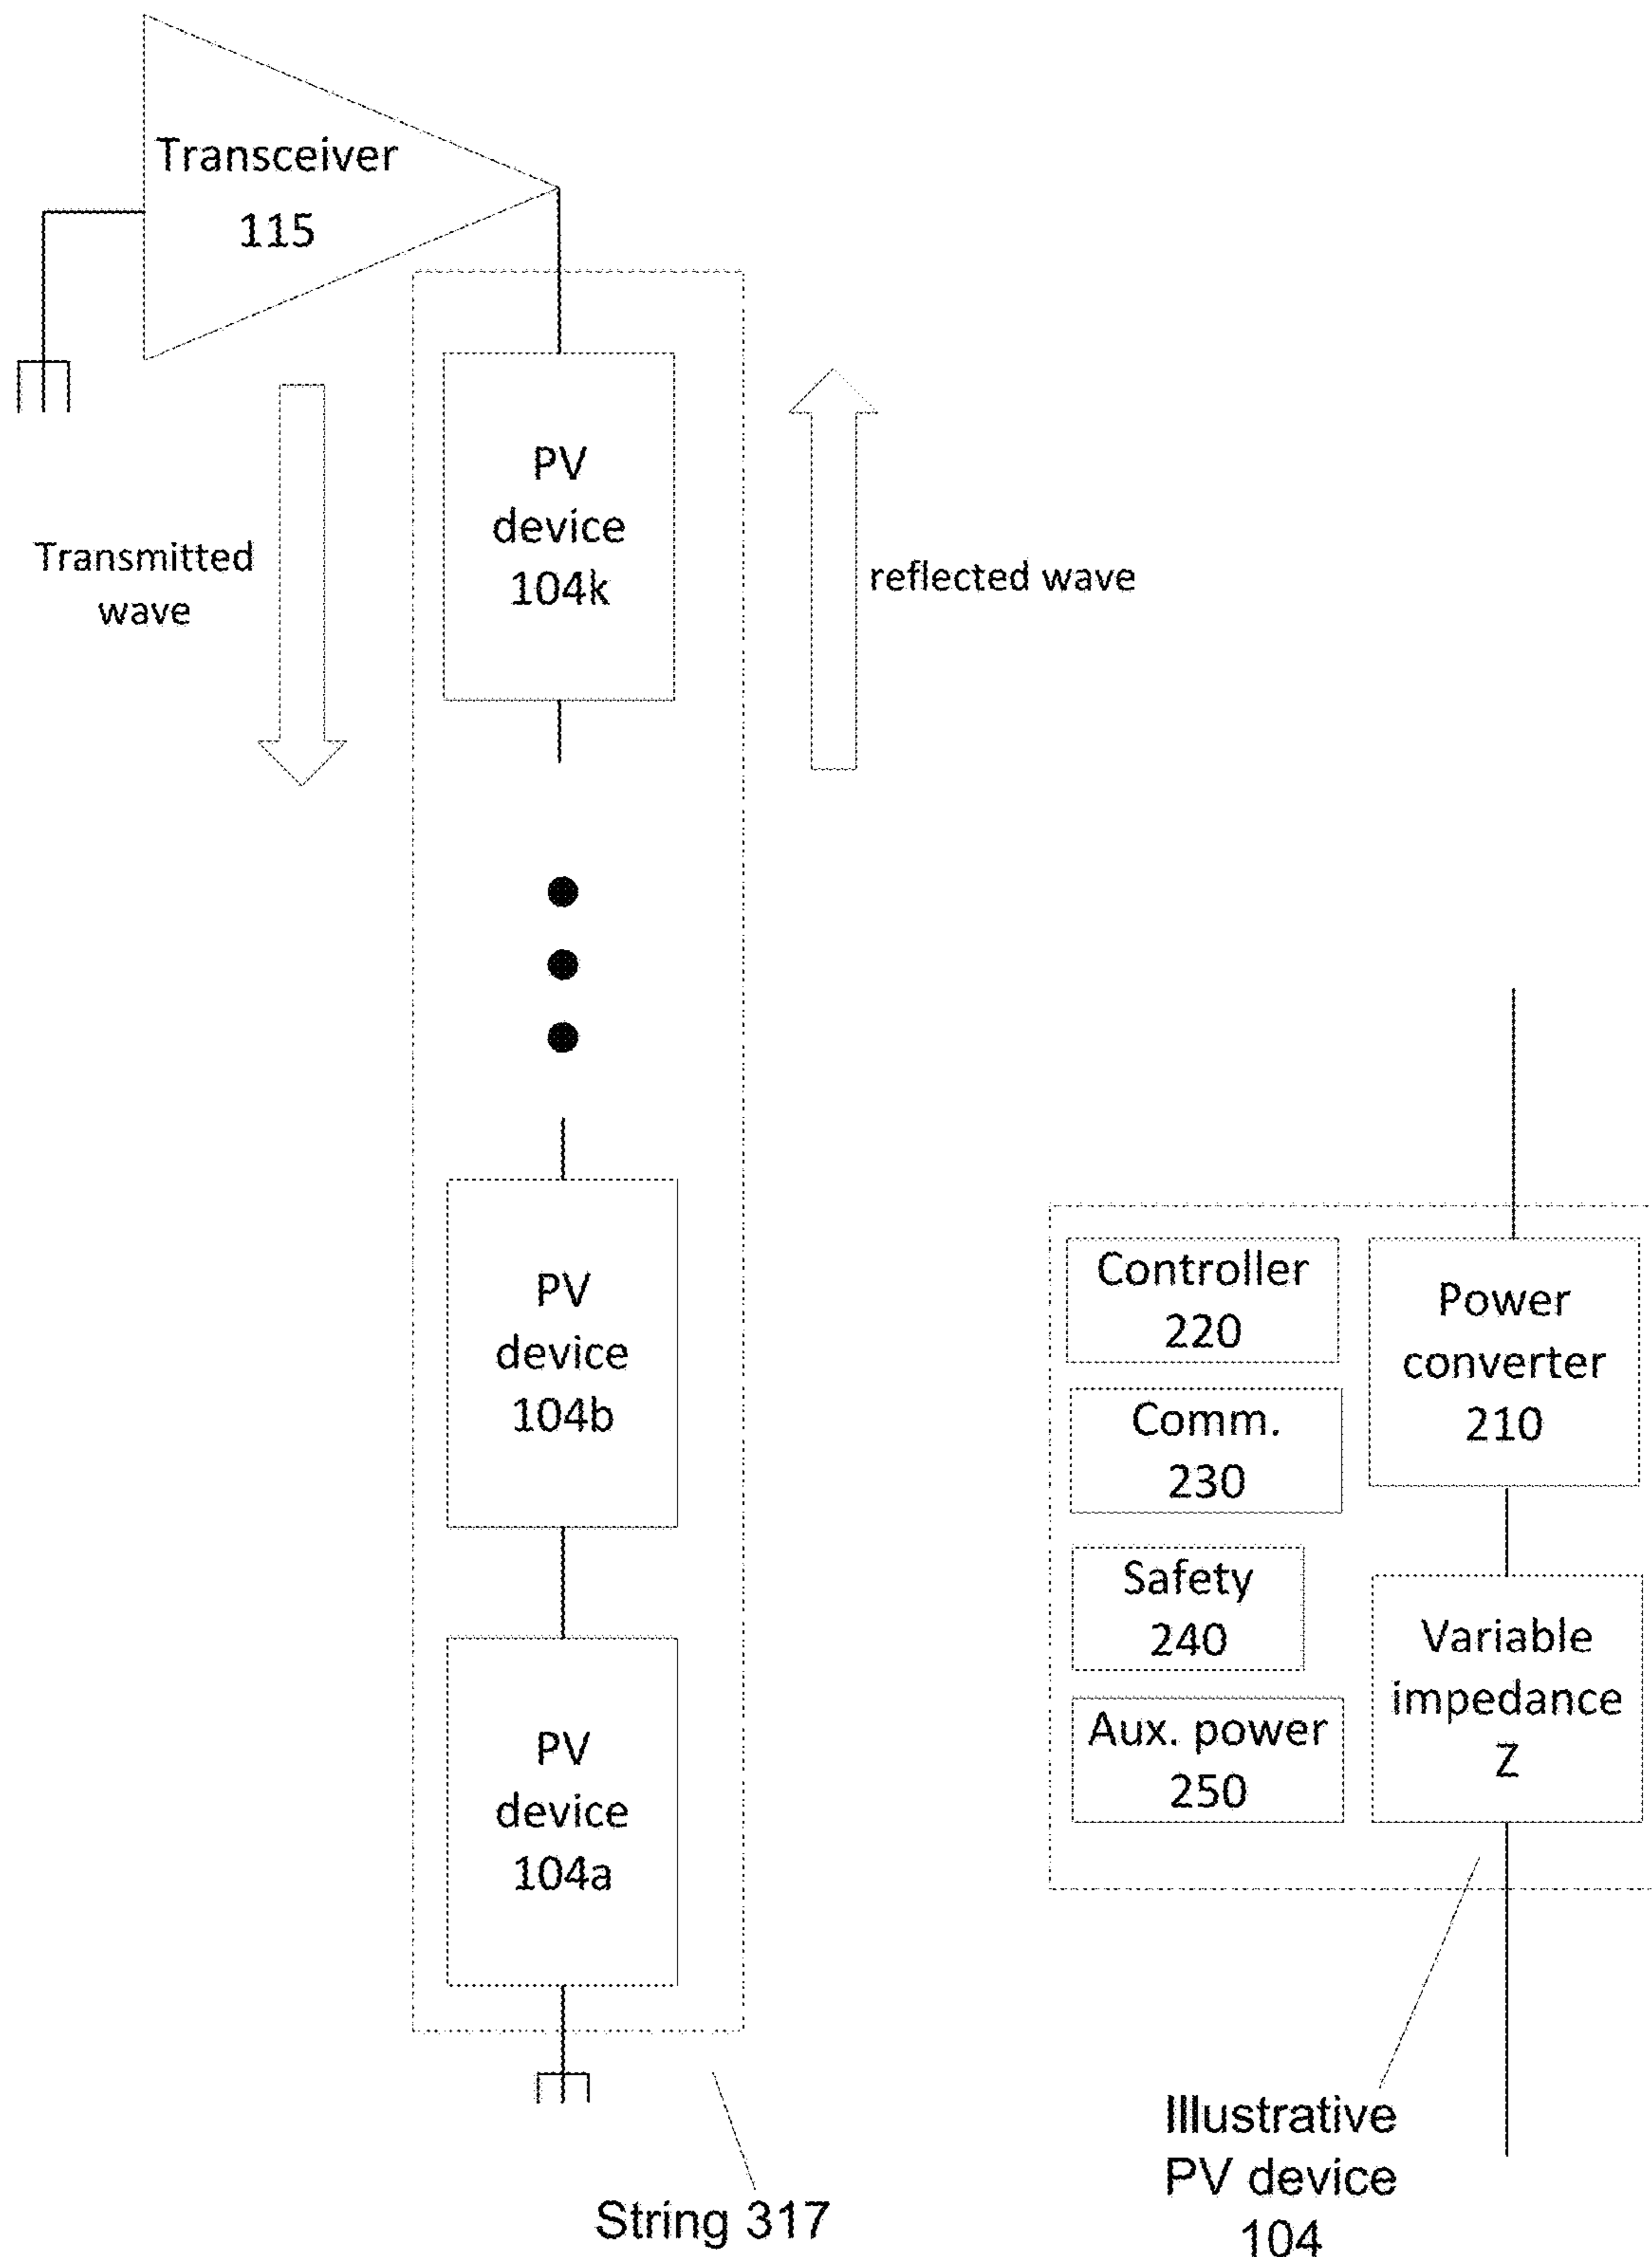 Transceiver
115
Transmitted
wave
PV
device
104k
reflected wave
PV
device
104b
PV
device
104a
String 317
Controller
220
Comm.
230
Safety
240
Aux. power
250
Power
converter
210
Variable
impedance
Z
Illustrative
PV device
104